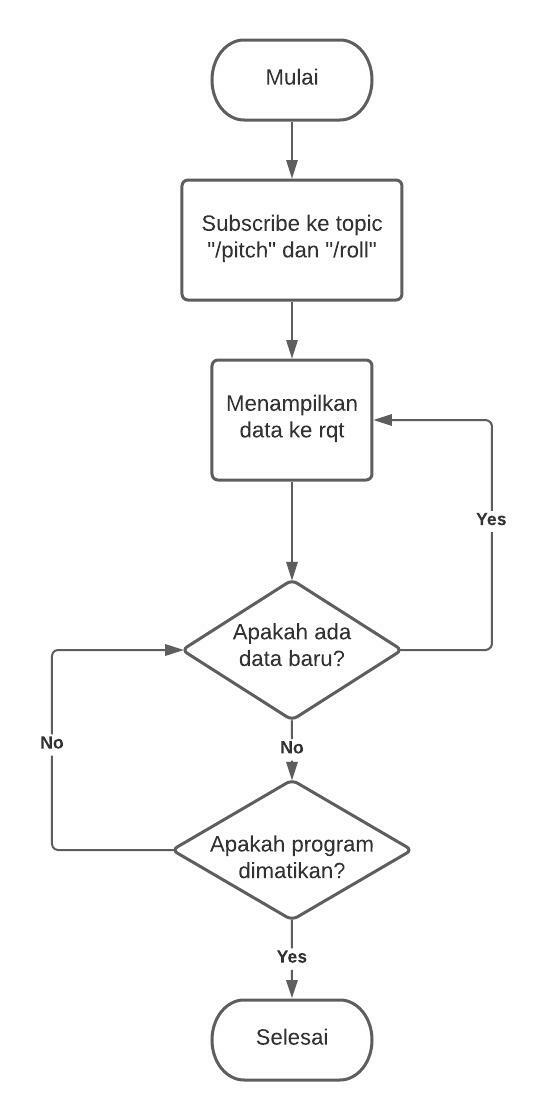 Mulai
Subscribe ke topic
"/pitch" dan "/roll"
Menampilkan
data ke rqt
Yes
Apakah ada
data baru?
No
No
Apakah program
dimatikan?
Yes
Selesai